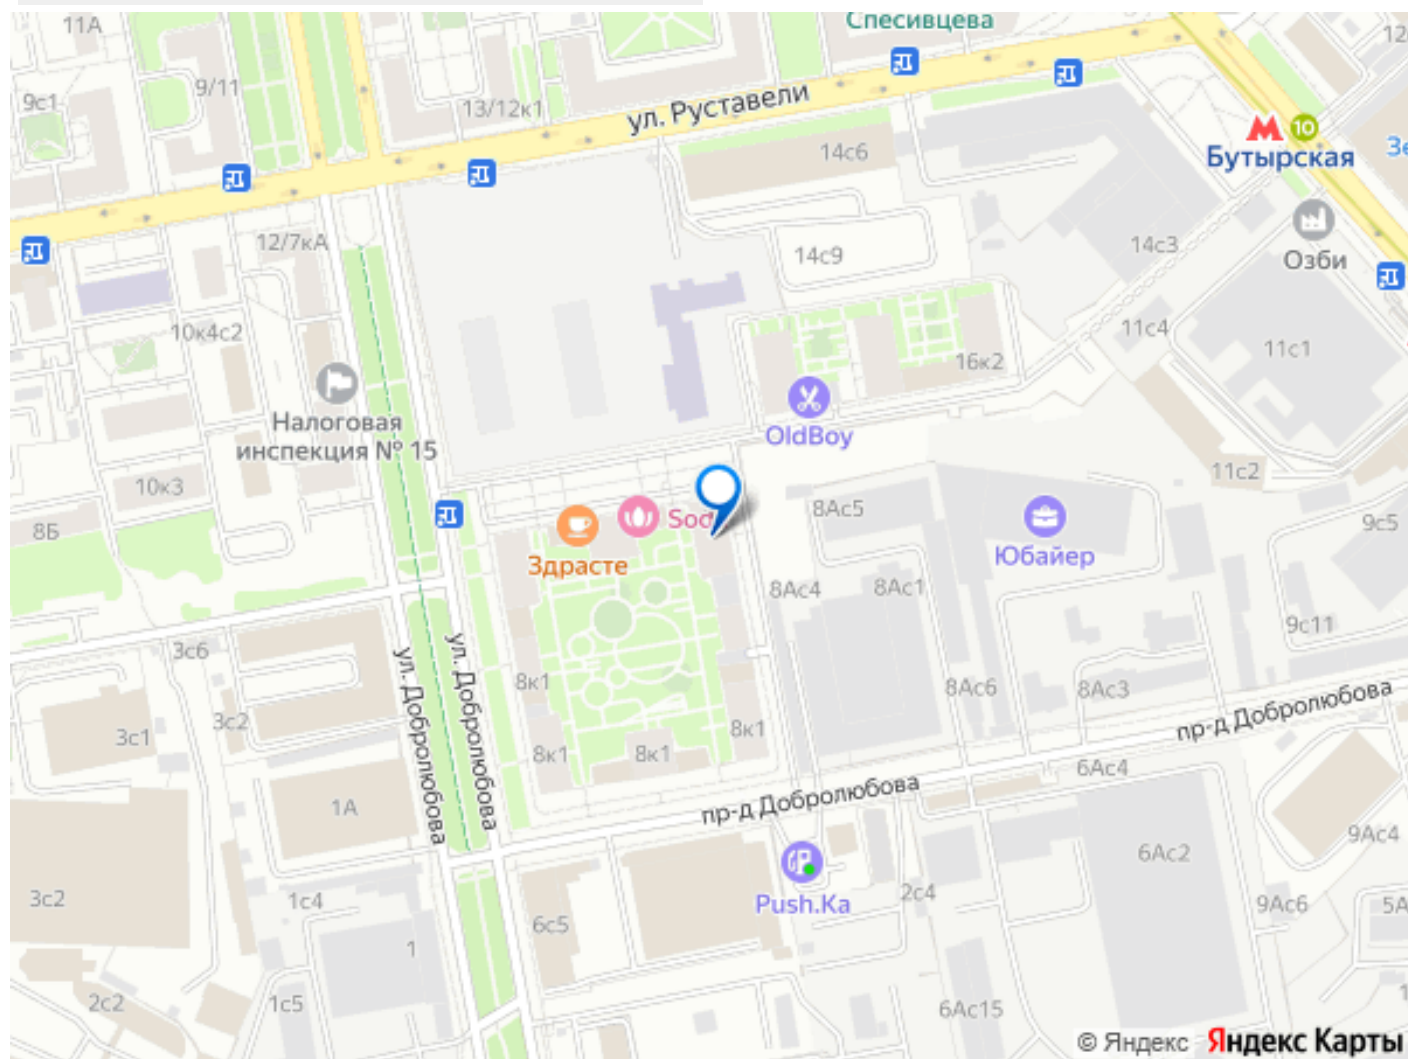 11А
Спесивцева
12
9/11
9с1
13/12к1
ул. Руставели
14с6
10
Бутырская
Зе
12/7кА
14с9
14с3
Озби
10к4с2
11с4
11с1
16к2
Налоговая
инспекция № 15
OldBoy
11с2
10к3
8Б
Sod
8Ас5
9с5
Здрасте
Юбайер
8Ас4
8Ас1
9с11
3с6
ул. Добролюбова
ул. Добролюбова
8к1
8Ас6
8Ас3
пр-д Добролюбова
3с2
3с1
8к1
8к1
8к1
6Ас4
1А
пр-д Добролюбова
9Ас4
6Ас2
Push.Ka
3с2
1с4
2с4
9Ас6
5А
6с5
1
2с2
1с5
6Ас15
1
© Яндекс Яндекс Карты